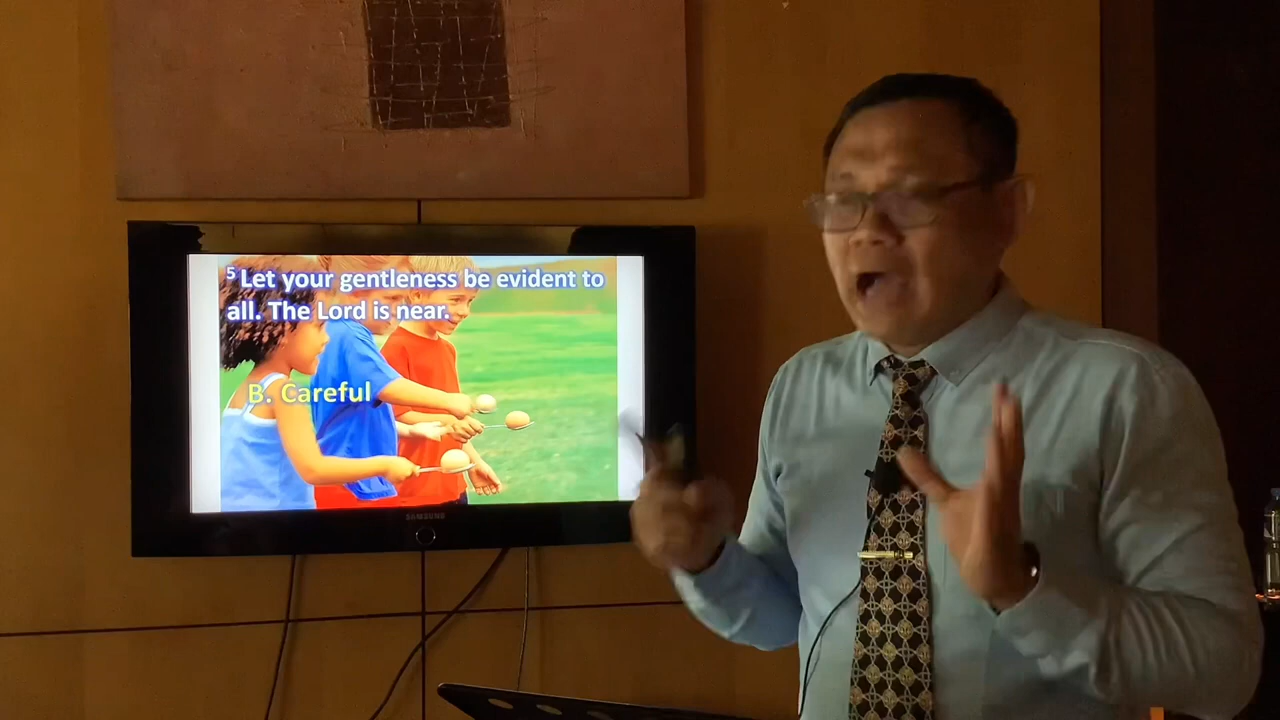 5 Let your gentleness be evident to
all. The Lord is near.
B. Careful
SAMSUNG